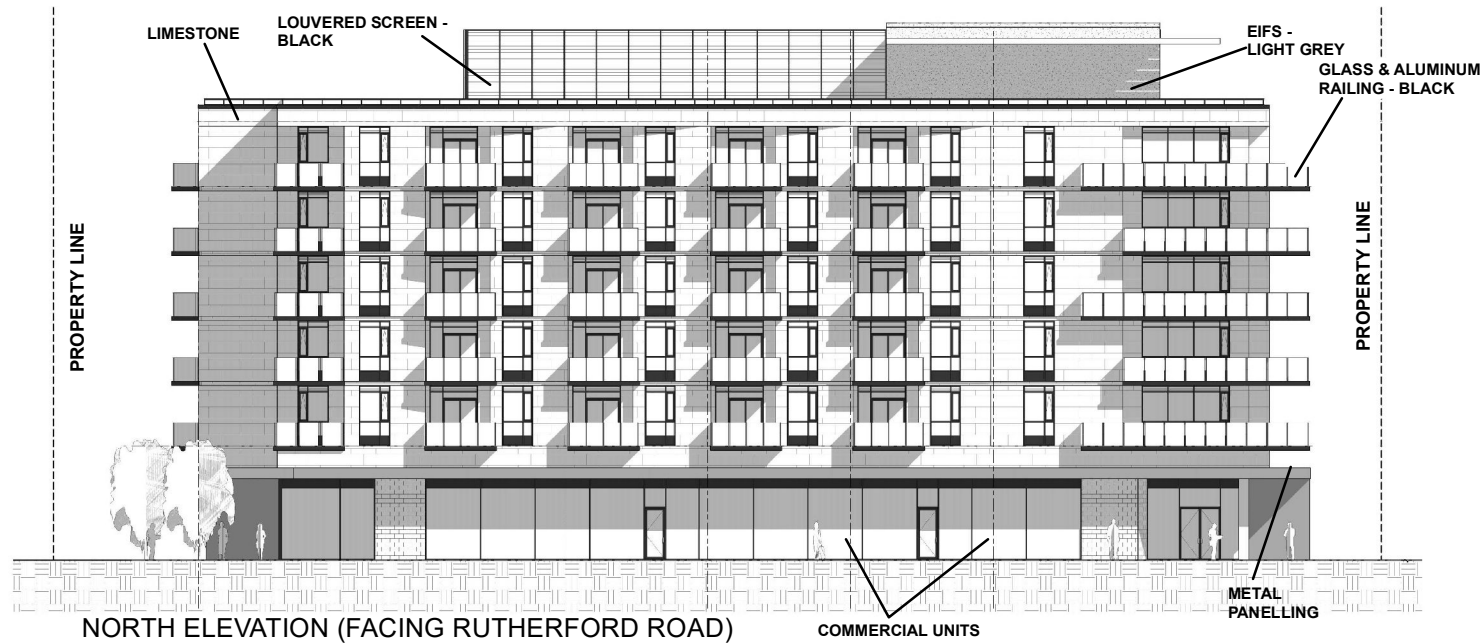 LIMESTONE
LOUVERED SCREEN -
BLACK
EIFS -
LIGHT GREY
GLASS & ALUMINUM
RAILING - BLACK
PROPERTY LINE
PROPERTY LINE
METAL
PANELLING
COMMERCIAL UNITS
NORTH ELEVATION (FACING RUTHERFORD ROAD)